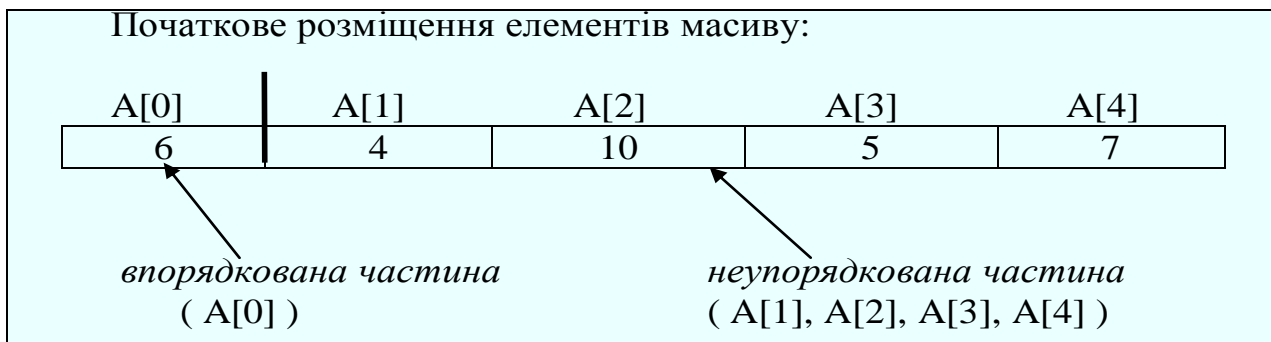 Початкове розміщення елементів масиву:
A[0] A[1] A[2] A[3] A[4]
6 4 10 5 7
впорядкована частина неупорядкована частина
( A[0] ) ( A[1], A[2], A[3], A[4] )